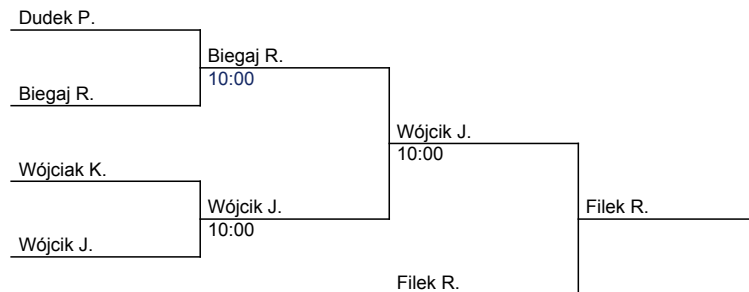 Dudek P.
Biegaj R.
10:00
Biegaj R.
Wójcik J.
10:00
Wójciak K.
Wójcik J.
10:00
Filek R.
Wójcik J.
Filek R.